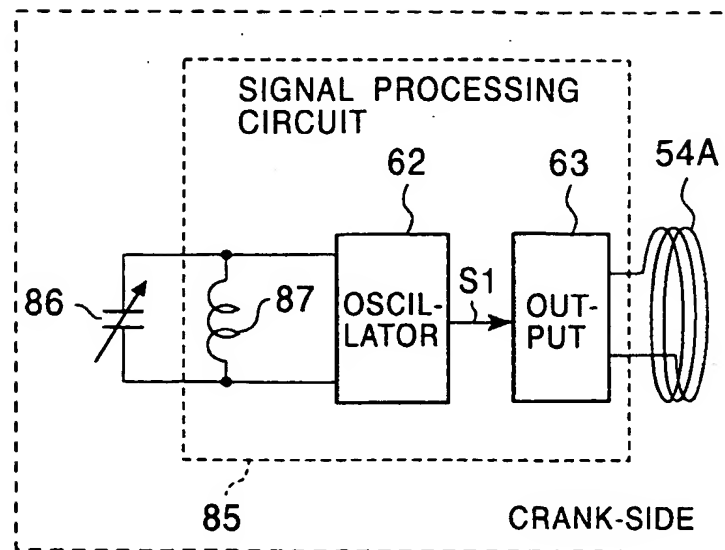 SIGNAL PROCESSING
CIRCUIT
62
63
54A
86
87
OSCIL-
LATOR
S1
OUT-
PUT
85
CRANK-SIDE